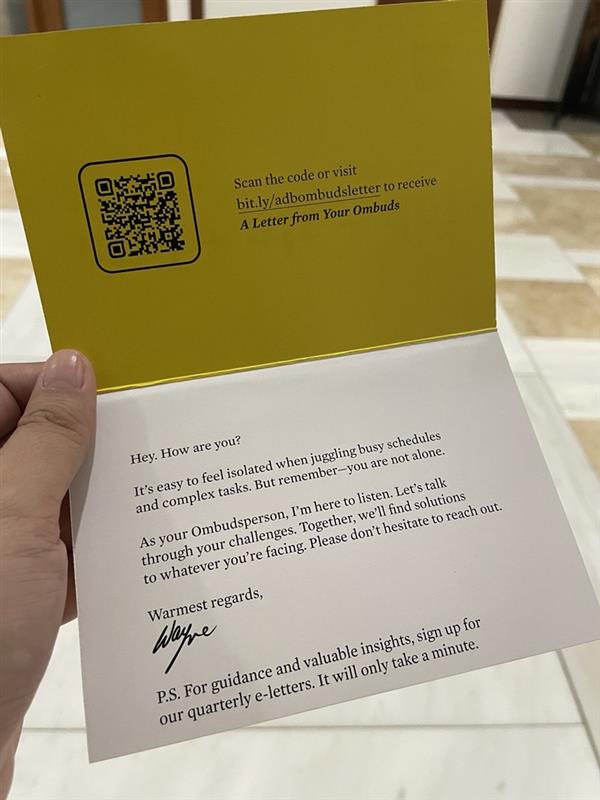 Scan the code or visit
bit.ly/adbombudsletter to receive
A Letter from Your Ombuds
Hey. How are you?
It's easy to feel isolated when juggling busy schedules
and complex tasks. But remember—you are not alone.
As your Ombudsperson, I'm here to listen. Let's talk
through your challenges. Together, we'll find solutions
to whatever you're facing. Please don't hesitate to reach out.
Warmest regards,
Wayne
P.S. For guidance and valuable insights, sign up for
our quarterly e-letters. It will only take a minute.